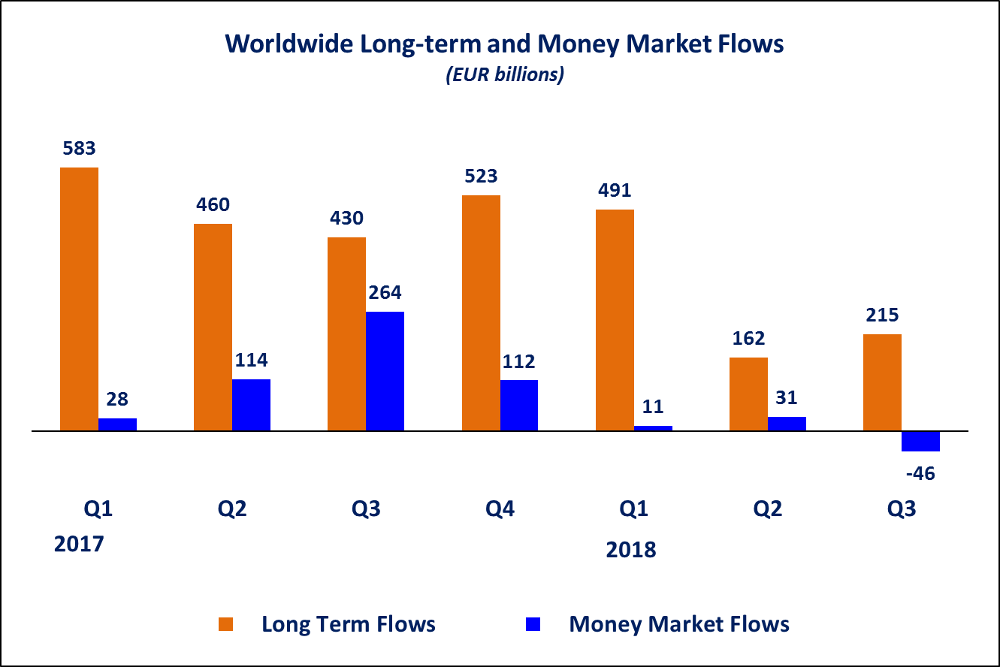 Worldwide Long-term and Money Market Flows
(EUR billions)
583
460
430
523
491
162
215
28
114
264
112
11
31
-46
Q1
Q2
Q3
Q4
Q1
Q2
Q3
2017
2018
Long Term Flows
Money Market Flows